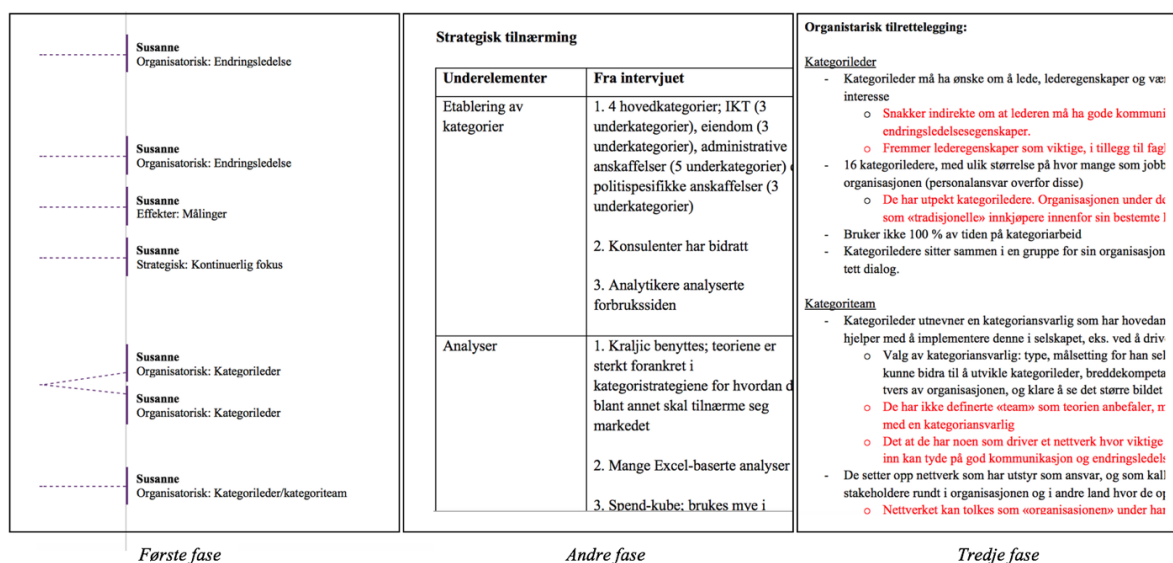 Susanne
Organisatorisk: Endringsledelse
Susanne
Organisatorisk: Endringsledelse
Susanne
Effekter: Målinger
Susanne
Strategisk: Kontinuerlig fokus
Susanne
Organisatorisk: Kategorileder
Susanne
Organisatorisk: Kategorileder
Susanne
Organisatorisk: Kategorileder/kategoriteam
Første fase
Strategisk tilnærming
Underelementer
Fra intervjuet
Etablering av
kategorier
1. 4 hovedkategorier; IKT (3
underkategorier), eiendom (3
underkategorier), administrative
anskaffelser (5 underkategorier)
politispesifikke anskaffelser (3
underkategorier)
2. Konsulenter har bidratt
3. Analytikere analyserte
forbrukssiden
Analyser
1. Kraljic benyttes; teoriene er
sterkt forankret i
kategoristrategiene for hvordan d
blant annet skal tilnærme seg
markedet
2. Mange Excel-baserte analyser
3. Spend-kube; brukes mye i
Andre fase
Organistarisk tilrettelegging:
Kategorileder
- Kategorileder må ha ønske om å lede, lederegenskaper og vær
interesse
o Snakker indirekte om at lederen må ha gode kommuni
endringsledelsesegenskaper.
o Fremmer lederegenskaper som viktige, i tillegg til fagl
- 16 kategoriledere, med ulik størrelse på hvor mange som jobb
organisasjonen (personalansvar overfor disse)
o De har utpekt kategoriledere. Organisasjonen under de
som «tradisjonelle» innkjøpere innenfor sin bestemte
- Bruker ikke 100 % av tiden på kategoriarbeid
- Kategoriledere sitter sammen i en gruppe for sin organisasjon
tett dialog.
Kategoriteam
- Kategorileder utnevner en kategoriansvarlig som har hovedan
hjelper med å implementere denne i selskapet, eks. ved å driv
o Valg av kategoriansvarlig: type, målsetting for han sel
kunne bidra til å utvikle kategorileder, breddekompeta
tvers av organisasjonen, og klare å se det større bildet
o De har ikke definerte «team» som teorien anbefaler, m
med en kategoriansvarlig
o Det at de har noen som driver et nettverk hvor viktige
inn kan tyde på god kommunikasjon og endringsledels
- De setter opp nettverk som har utstyr som ansvar, og som kall
stakeholdere rundt i organisasjonen og i andre land hvor de op
o Nettverket kan tolkes som «organisasjonen» under har
Tredje fase